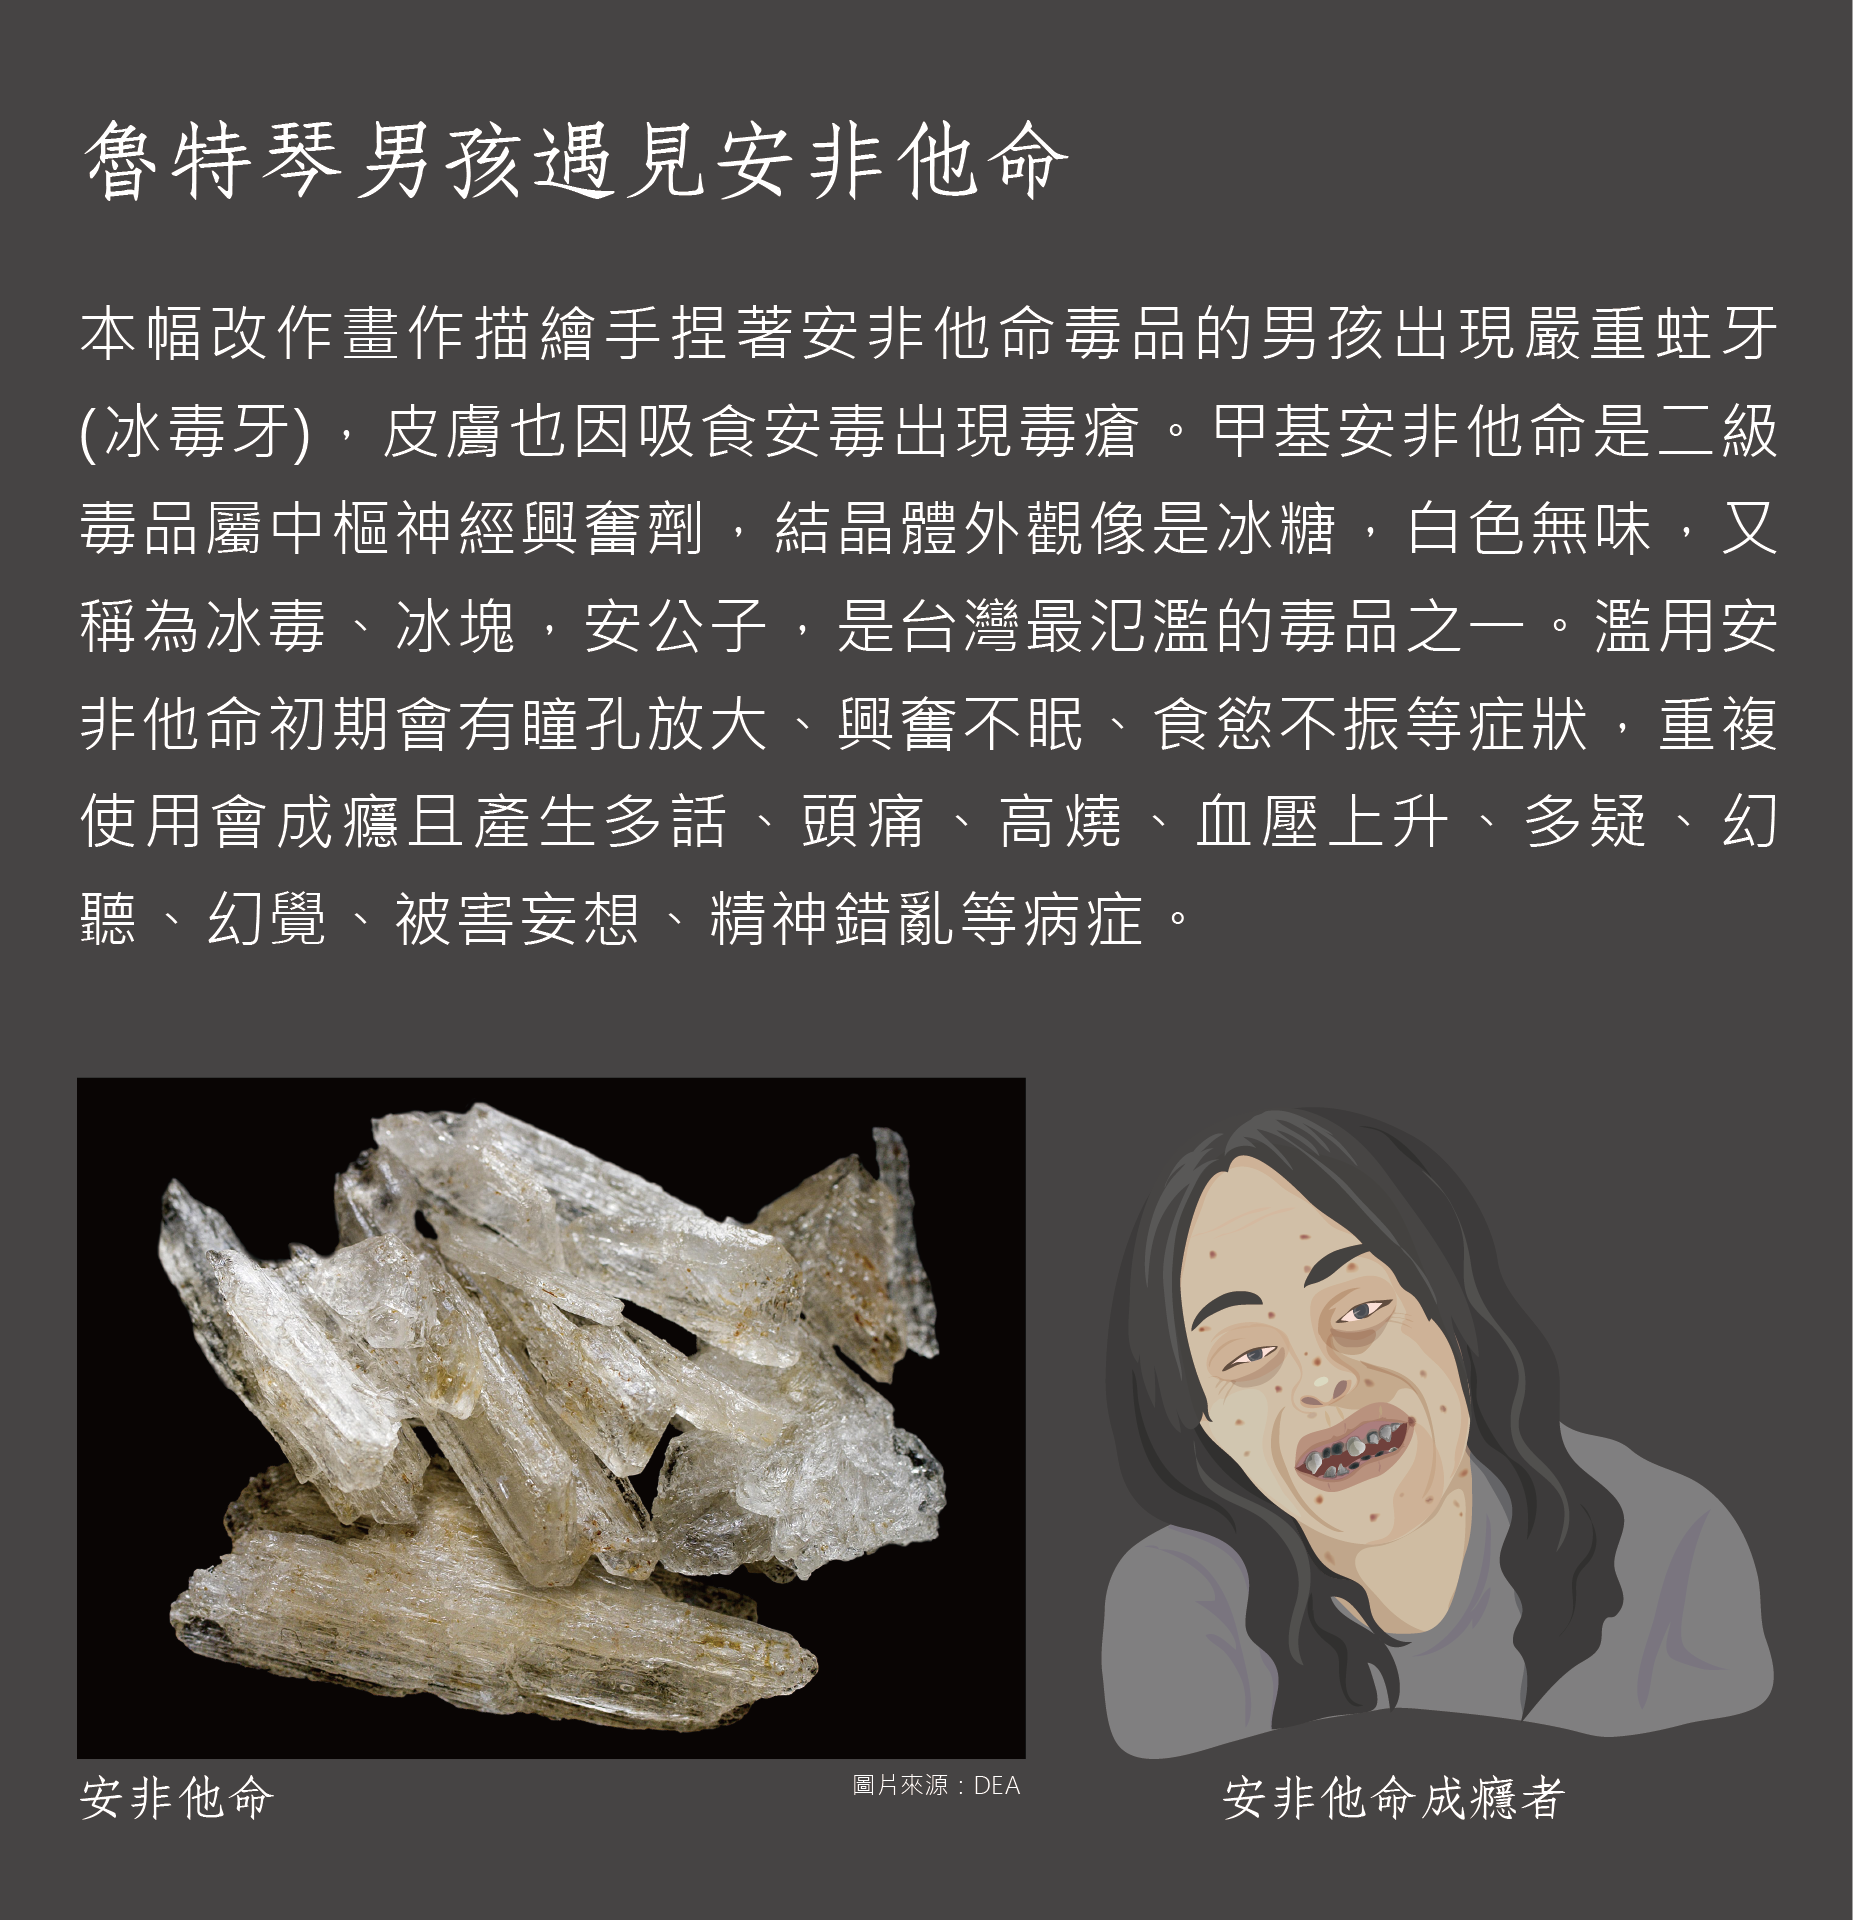 魯特琴男孩遇見安非他命
本幅改作畫作描繪手捏著安非他命毒品的男孩出現嚴重蛀牙
(冰毒牙)，皮膚也因吸食安毒出現毒瘡。甲基安非他命是二級
毒品屬中樞神經興奮劑，結晶體外觀像是冰糖，白色無味，又
稱為冰毒、冰塊，安公子，是台灣最氾濫的毒品之一。濫用安
非他命初期會有瞳孔放大、興奮不眠、食慾不振等症狀，重複
使用會成癮且產生多話、頭痛、高燒、血壓上升、多疑、幻
聽、幻覺、被害妄想、精神錯亂等病症。
圖片來源：DEA
安非他命
安非他命成癮者